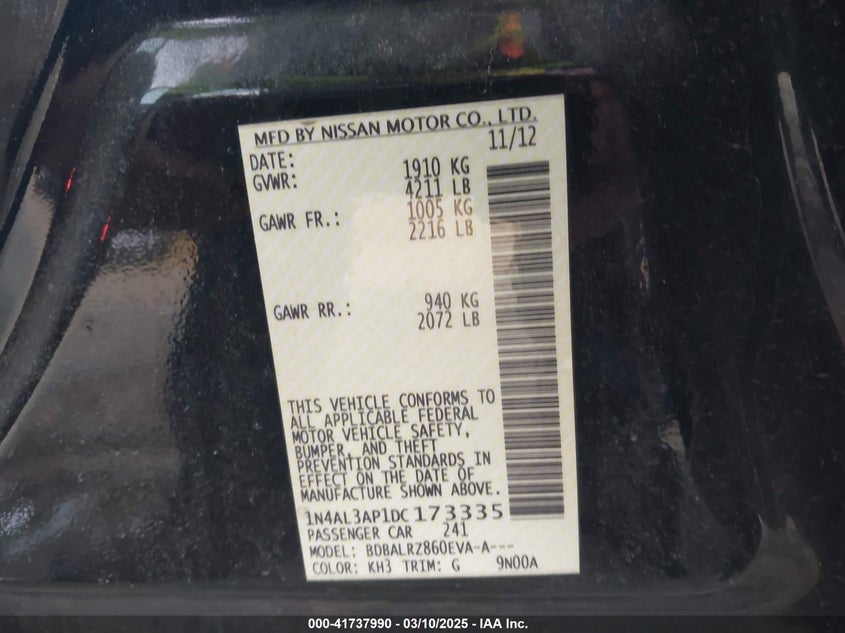 MFD BY NISSAN MOTOR CO., LTD.
DATE: 11/12
GVWR: 1910 KG
4211 LB
GAWR FR.: 1005 KG
2216 LB
GAWR RR.: 940 KG
2072 LB
THIS VEHICLE CONFORMS TO
ALL APPLICABLE FEDERAL
MOTOR VEHICLE SAFETY,
BUMPER, AND THEFT
PREVENTION STANDARDS IN
EFFECT ON THE DATE OF
MANUFACTURE SHOWN ABOVE.
1N4AL3AP1DC173335
PASSENGER CAR 241
MODEL: BDBALRZ860EVA-A---
COLOR: KH3 TRIM: G 9N00A
000-41737990 - 03/10/2025 - IAA Inc.